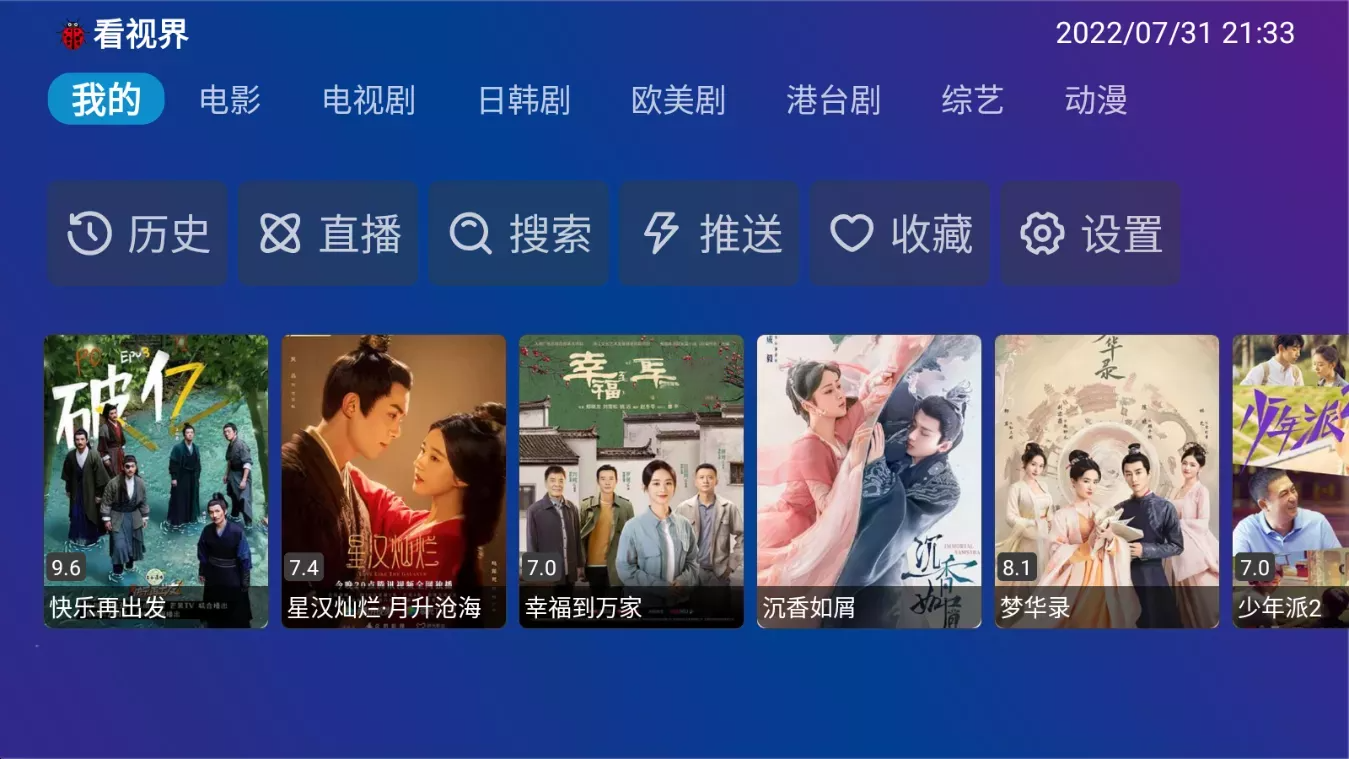 看视界
2022/07/31 21:33
我的 电影 电视剧 日韩剧 欧美剧 港台剧 综艺 动漫
历史 直播 搜索 推送 收藏 设置
破亿
幸福到万家
沉香如屑
华录
少年派
星汉灿烂
9.6 7.4 7.0 8.1 7.0
快乐再出发 星汉灿烂·月升沧海 幸福到万家 沉香如屑 梦华录 少年派2